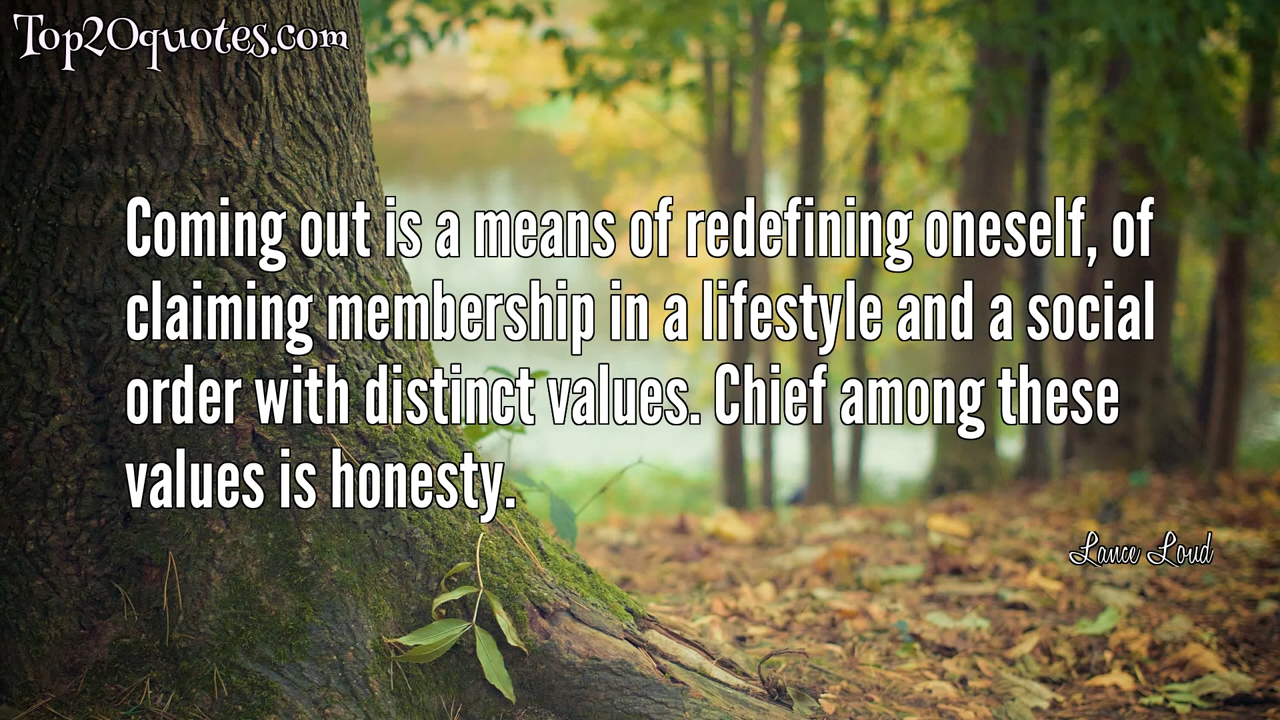 Top20quotes.com
Coming out is a means of redefining oneself, of
claiming membership in a lifestyle and a social
order with distinct values. Chief among these
values is honesty.
Lance Loud